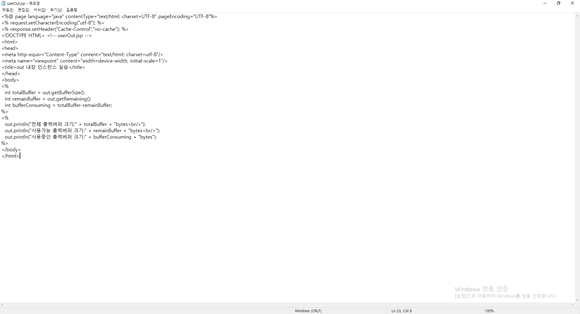 userOut.jsp - 메모장
파일(F) 편집(E) 서식(O) 보기(V) 도움말
<%@ page language="java" contentType="text/html; charset=UTF-8" pageEncoding="UTF-8"%>
<% request.setCharacterEncoding("utf-8"); %>
<% response.setHeader("Cache-Control","no-cache"); %>
<!DOCTYPE HTML> <!-- userOut.jsp -->
<html>
<head>
<meta http-equiv="Content-Type" content="text/html; charset=utf-8"/>
<meta name="viewpoint" content="width=device-width, initial-scale=1"/>
<title>out 내장 인스턴스 실습</title>
</head>
<body>
<%
int totalBuffer = out.getBufferSize();
int remainBuffer = out.getRemaining();
int bufferConsuming = totalBuffer-remainBuffer;
%>
<%
out.println("전체 출력버퍼 크기:" + totalBuffer + "bytes<br/>");
out.println("사용가능 출력버퍼 크기:" + remainBuffer + "bytes<br/>");
out.println("사용중인 출력버퍼 크기:" + bufferConsuming + "bytes");
%>
</body>
</html>
Windows 정품 인증
[설정]으로 이동하여 Windows를 정품 인증합니다.
Windows (CRLF)
Ln 23, Col 8
100%